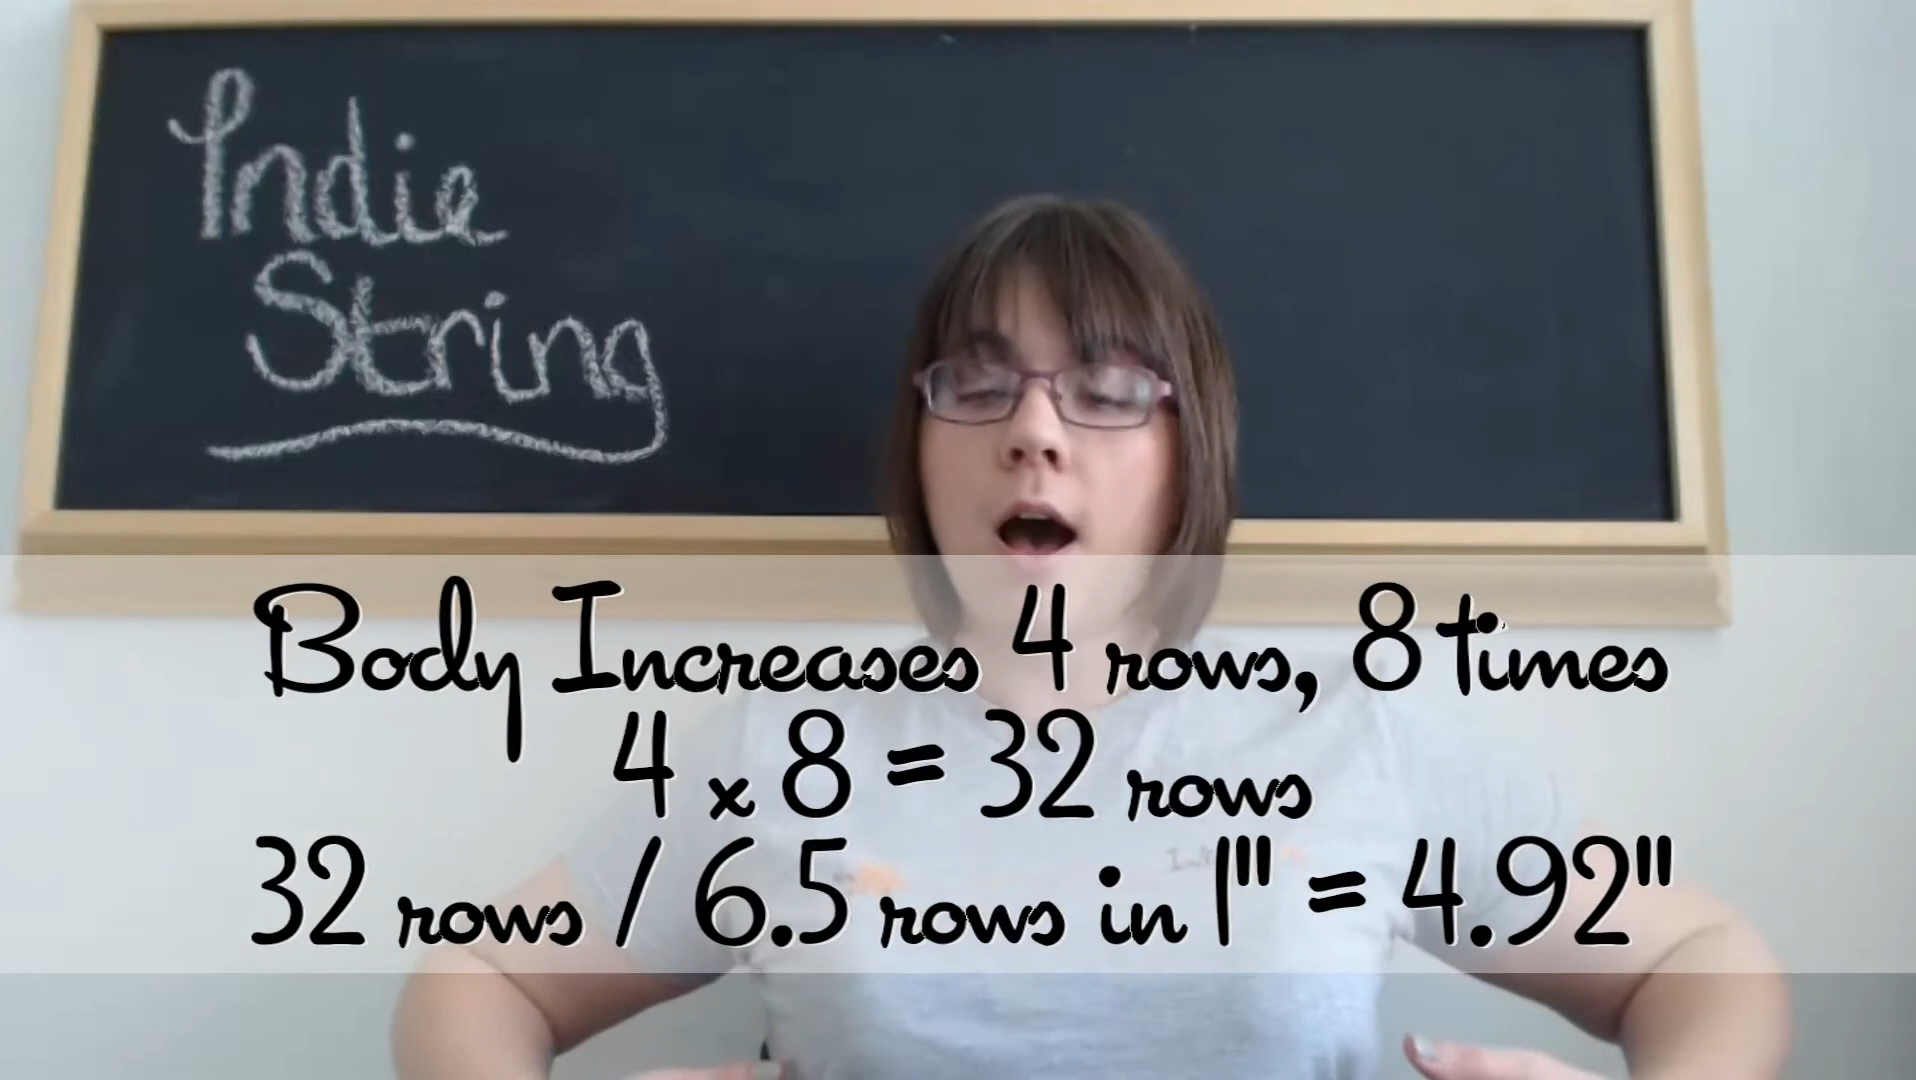 Indie
String
Body Increases 4 rows, 8 times
4 x 8 = 32 rows
32 rows / 6.5 rows in 1" = 4.92"